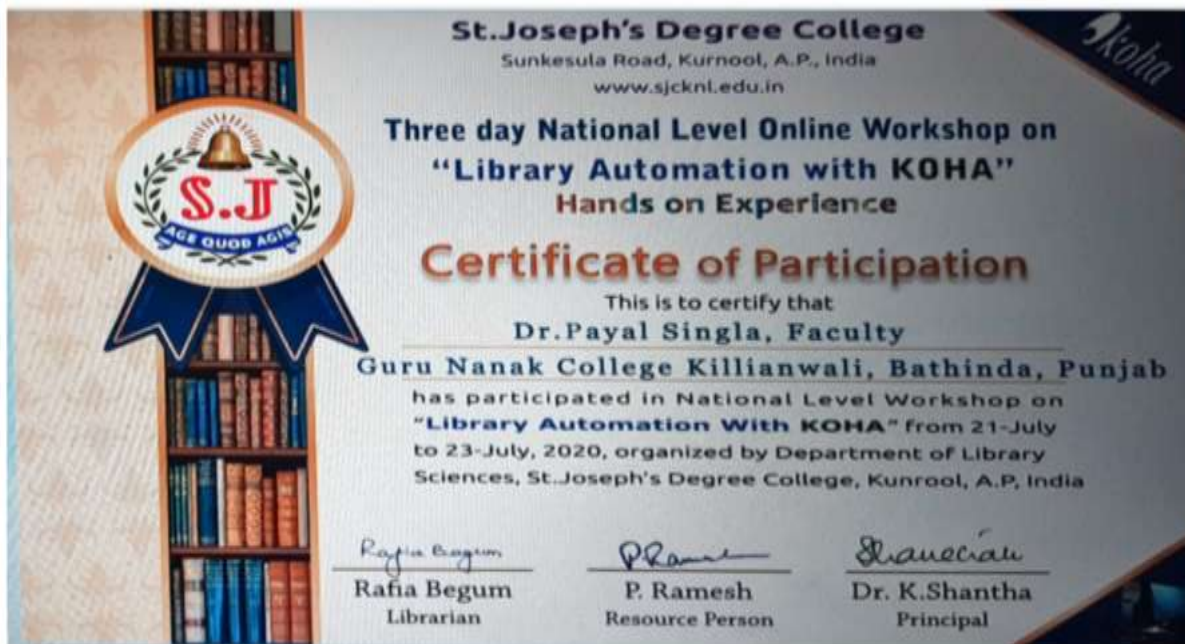 St.Joseph's Degree College
Sunkesula Road, Kurnool, A.P., India
www.sjcknl.edu.in
koha
Three day National Level Online Workshop on
"Library Automation with KOHA"
Hands on Experience
S.J
AGE QUOD AGIS
Certificate of Participation
This is to certify that
Dr.Payal Singla, Faculty
Guru Nanak College Killianwali, Bathinda, Punjab
has participated in National Level Workshop on
"Library Automation With KOHA" from 21-July
to 23-July, 2020, organized by Department of Library
Sciences, St.Joseph's Degree College, Kunrool, A.P, India
Rafia Begum
P.Ramesh
Rafia Begum
P. Ramesh
Dr. K.Shantha
Librarian
Resource Person
Principal